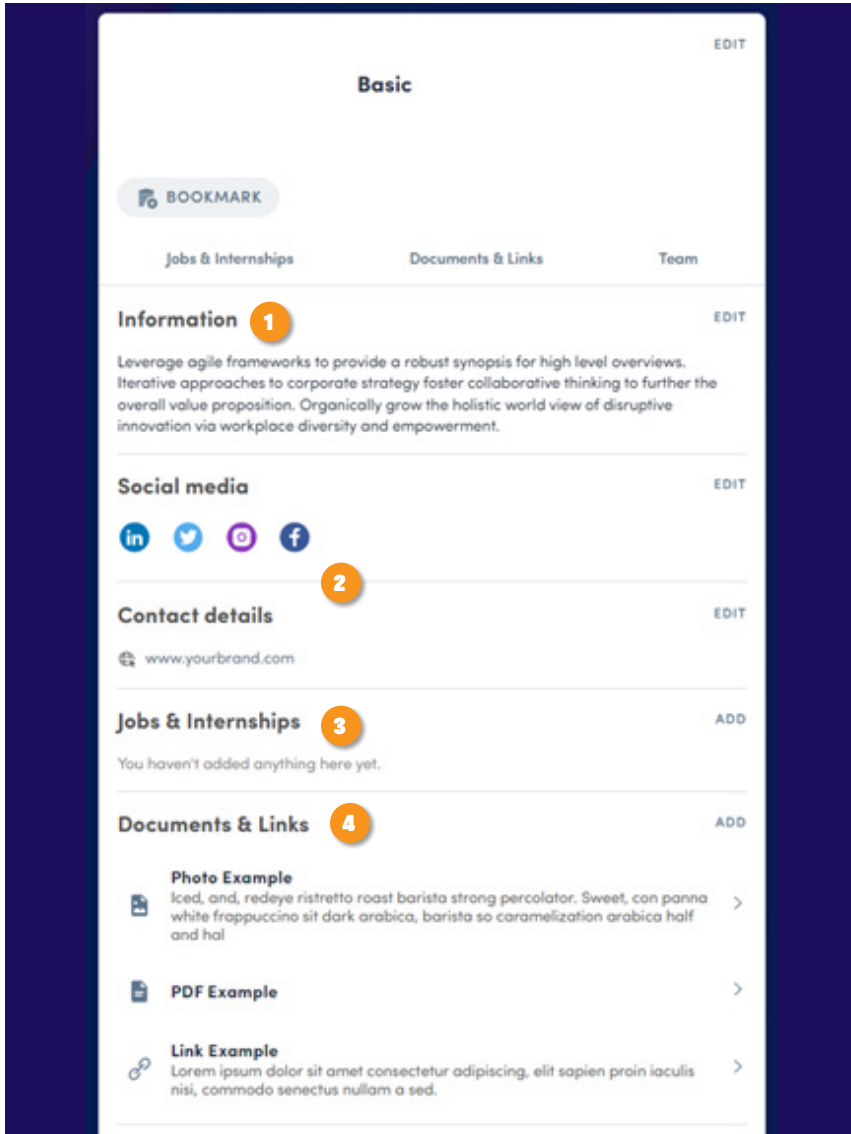 EDIT
Basic
BOOKMARK
Jobs & Internships Documents & Links Team
Information 1 EDIT
Leverage agile frameworks to provide a robust synopsis for high level overviews.
Iterative approaches to corporate strategy foster collaborative thinking to further the
overall value proposition. Organically grow the holistic world view of disruptive
innovation via workplace diversity and empowerment.
Social media EDIT
in f
2
Contact details EDIT
www.yourbrand.com
Jobs & Internships 3 ADD
You haven't added anything here yet.
Documents & Links 4 ADD
Photo Example
Iced, and, redeye ristretto roast barista strong percolator. Sweet, con panna
white frappuccino sit dark arabica, barista so caramelization arabica half
and hal
PDF Example
Link Example
Lorem ipsum dolor sit amet consectetur adipiscing, elit sapien proin iaculis
nisi, commodo senectus nullam a sed.